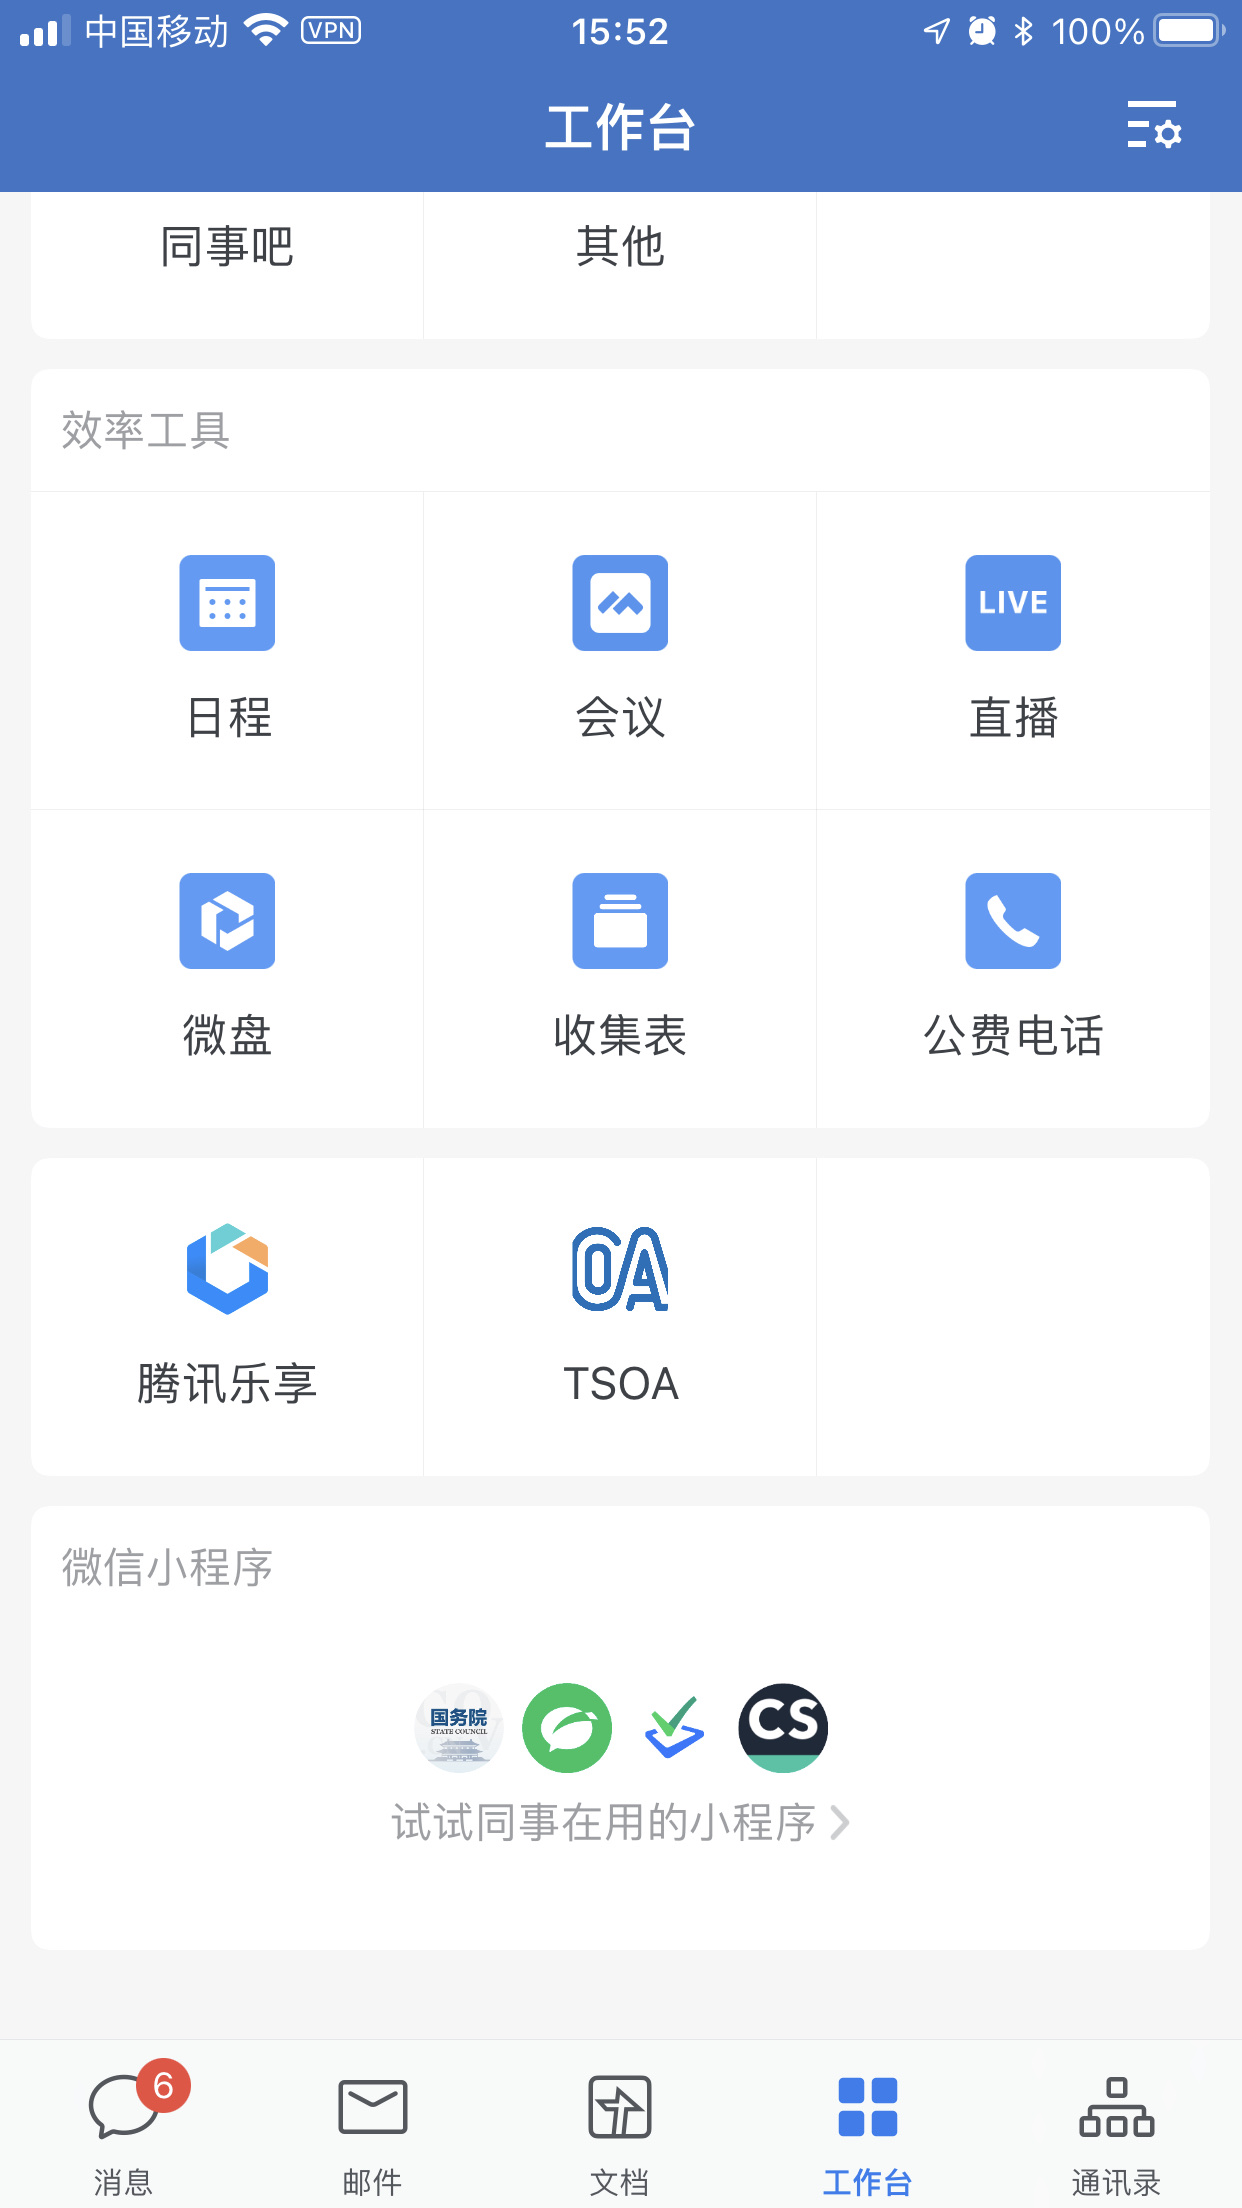 中国移动 VPN 15:52 100%
工作台
同事吧 其他
效率工具
LIVE
日程 会议 直播
微盘 收集表 公费电话
OA
腾讯乐享 TSOA
微信小程序
国务院 CS
STATE COUNCIL
试试同事在用的小程序
6
消息 邮件 文档 工作台 通讯录